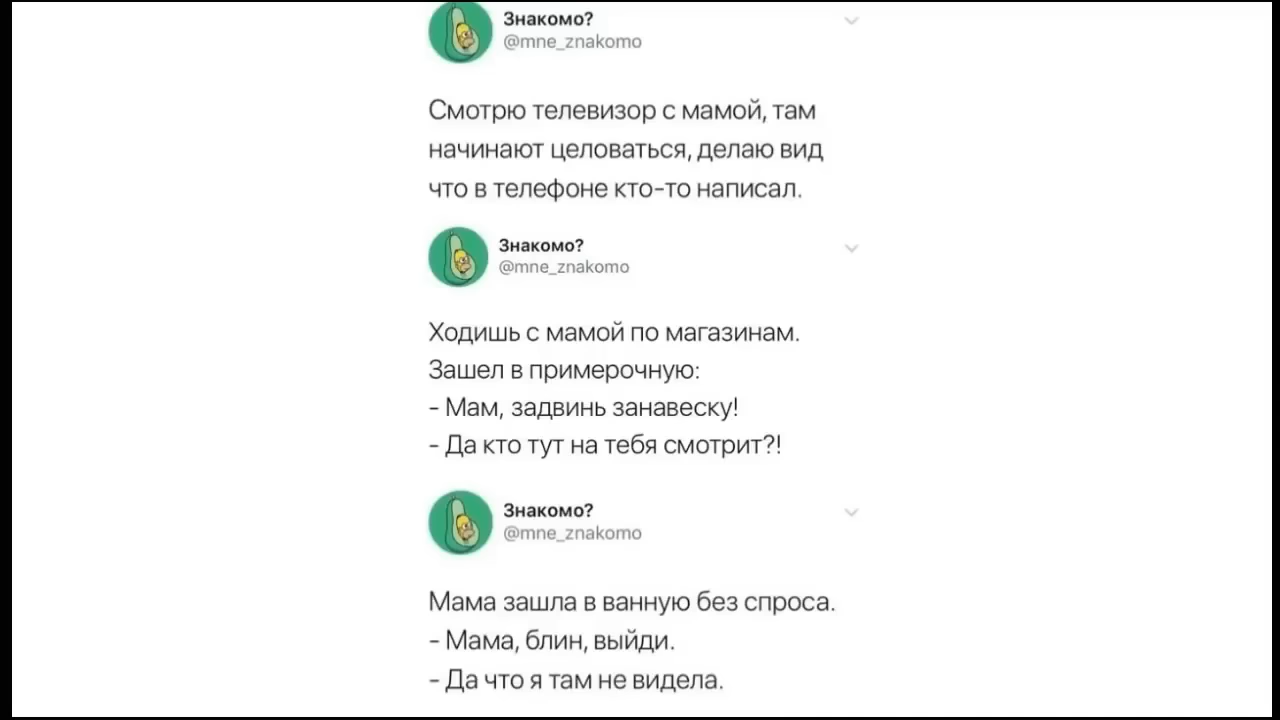 Знакомо?
@mne_znakomo
Смотрю телевизор с мамой, там
начинают целоваться, делаю вид
что в телефоне кто-то написал.
Знакомо?
@mne_znakomo
Ходишь с мамой по магазинам.
Зашел в примерочную:
- Мам, задвинь занавеску!
- Да кто тут на тебя смотрит?!
Знакомо?
@mne_znakomo
Мама зашла в ванную без спроса.
- Мама, блин, выйди.
- Да что я там не видела.